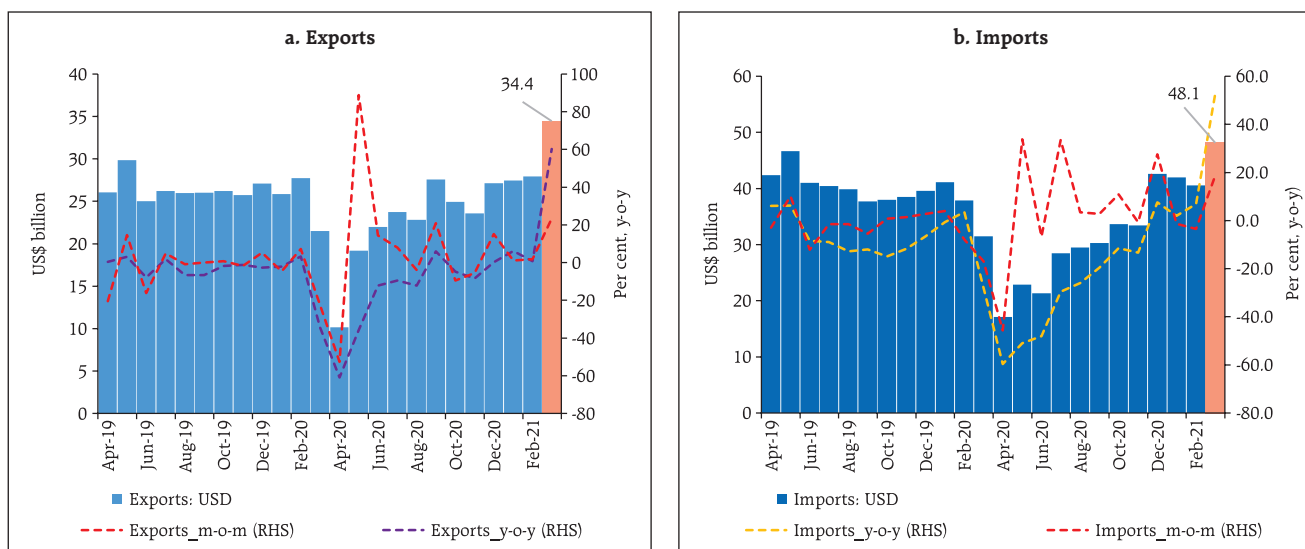 a. Exports
40
35
30
25
20
15
10
5
0
US$ billion
100
80
60
40
20
0
-20
-40
-60
-80
Per cent, y-o-y
34.4
Apr-19
Jun-19
Aug-19
Oct-19
Dec-19
Feb-20
Apr-20
Jun-20
Aug-20
Oct-20
Dec-20
Feb-21
Exports: USD
Exports_m-o-m (RHS)
Exports_y-o-y (RHS)
b. Imports
60
50
40
30
20
10
0
US$ billion
60.0
40.0
20.0
0.0
-20.0
-40.0
-60.0
-80.0
Per cent, y-o-y)
48.1
Apr-19
Jun-19
Aug-19
Oct-19
Dec-19
Feb-20
Apr-20
Jun-20
Aug-20
Oct-20
Dec-20
Feb-21
Imports: USD
Imports_y-o-y (RHS)
Imports_m-o-m (RHS)